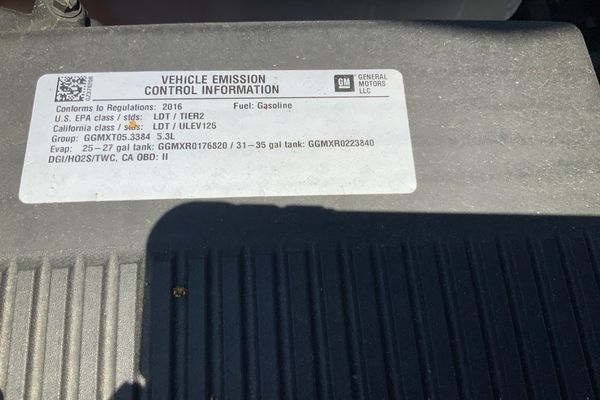 VEHICLE EMISSION
CONTROL INFORMATION
GM
GENERAL
MOTORS
LLC
Conforms to Regulations: 2016 Fuel: Gasoline
U.S. EPA class / stds: LDT / TIER2
California class / stds: LDT / ULEV125
Group: GGMXT05.3384 5.3L
Evap: 25-27 gal tank: GGMXR0176820 / 31-35 gal tank: GGMXR0223840
DGI/HO2S/TWC, CA OBD: II